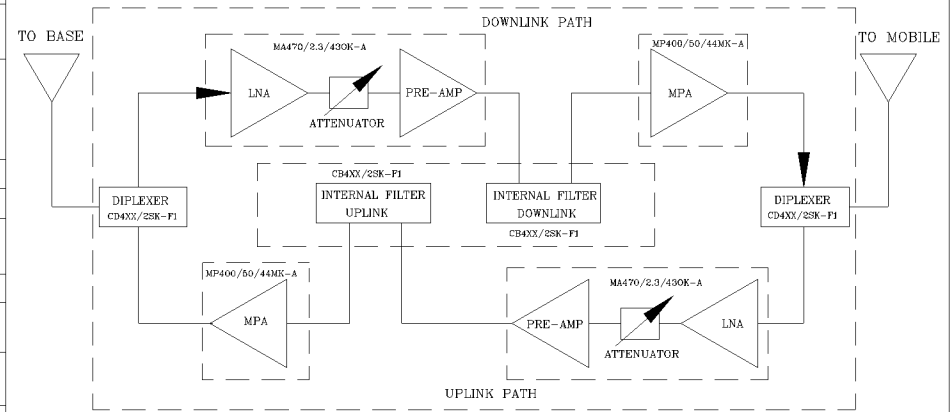 DOWNLINK PATH
TO BASE
TO MOBILE
MA470/2.3/430K-A
MP400/50/44MK-A
LNA
PRE-AMP
MPA
ATTENUATOR
CB4XX/2SK-F1
DIPLEXER
CD4XX/2SK-F1
INTERNAL FILTER
UPLINK
INTERNAL FILTER
DOWNLINK
DIPLEXER
CD4XX/2SK-F1
CB4XX/2SK-F1
MP400/50/44MK-A
MA470/2.3/430K-A
MPA
PRE-AMP
LNA
ATTENUATOR
UPLINK PATH